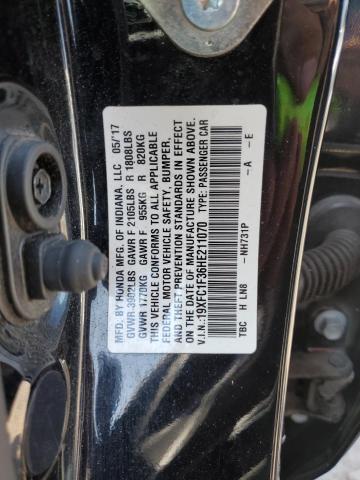 MFD. BY HONDA MFG. OF INDIANA, LLC 05/17
GVWR 3902LBS GAWR F 2105LBS R 1808LBS
GVWR 1770KG GAWR F 955KG R 820KG
THIS VEHICLE CONFORMS TO ALL APPLICABLE
FEDERAL MOTOR VEHICLE SAFETY, BUMPER,
AND THEFT PREVENTION STANDARDS IN EFFECT
ON THE DATE OF MANUFACTURE SHOWN ABOVE.
V.I.N.:19XFC1F36HE211070 TYPE: PASSENGER CAR
TBC H LN8 -NH731P -A -E